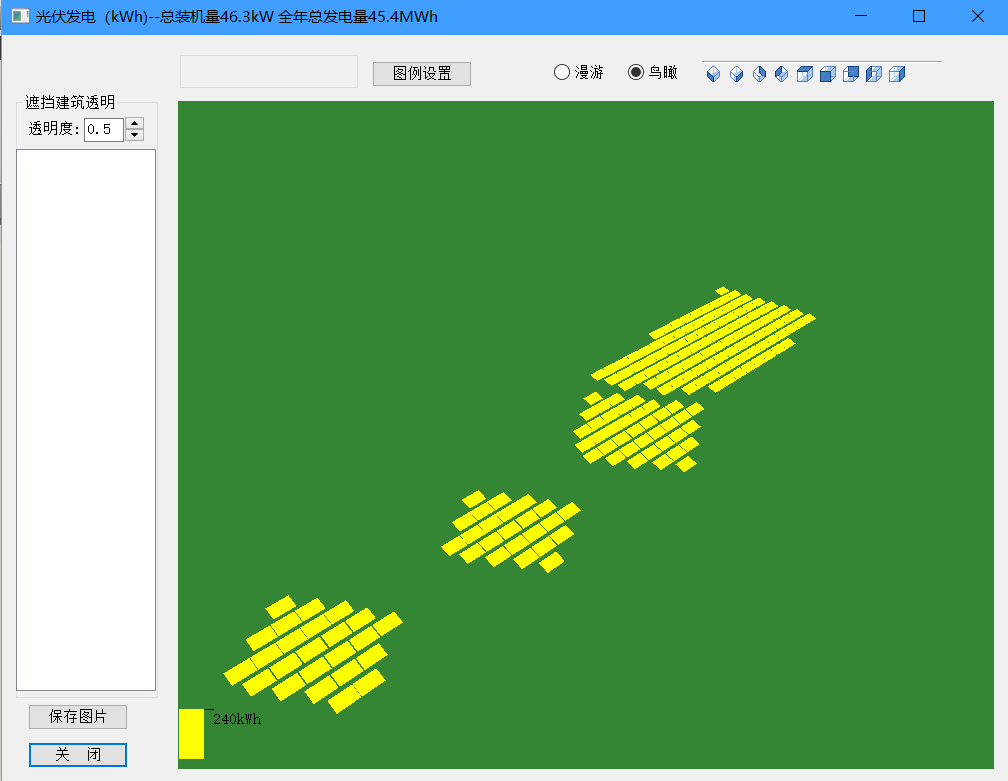 光伏发电 (kWh)--总装机量46.3kW 全年总发电量45.4MWh
图例设置
漫游
鸟瞰
遮挡建筑透明
透明度: 0.5
240kWh
保存图片
关 闭